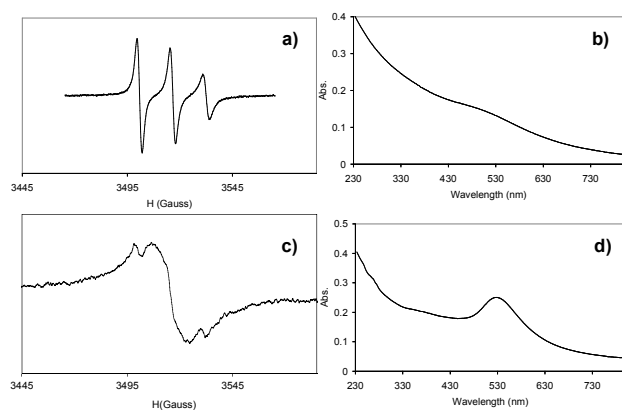 a)
3445 3495 3545
H (Gauss)
b)
0.4
0.3
0.2
0.1
0
Abs.
230 330 430 530 630 730
Wavelength (nm)
c)
3445 3495 3545
H(Gauss)
d)
0.5
0.4
0.3
0.2
0.1
0
Abs.
230 330 430 530 630 730
Wavelength (nm)